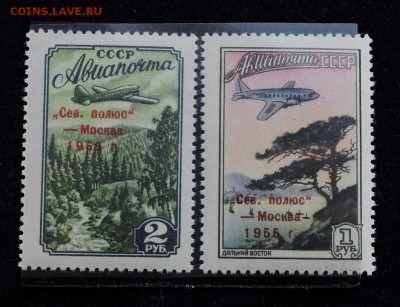 COINS.LAVE.RU
СССР
Авиапочта
„Сев. полюс"
—Москва
1955 г.
2
РУБ.
Авиапочта СССР
„Сев. полюс"
—Москва—
1955 г.
1
РУБ.
ДАЛЬНИЙ ВОСТОК